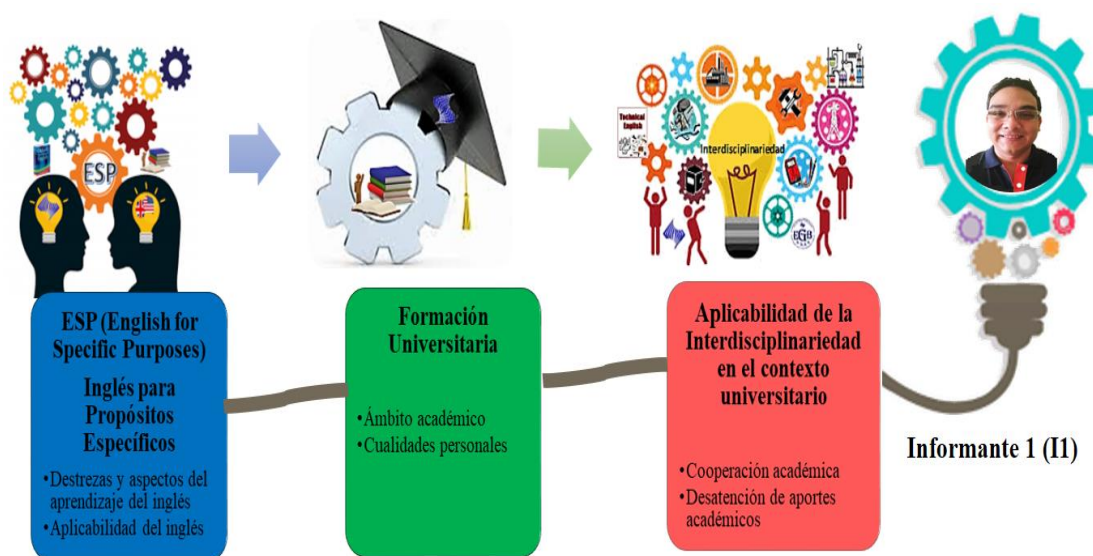 ESP
Technical
English
Interdisciplinariedad
EGB
ESP (English for
Specific Purposes)
Inglés para
Propósitos
Específicos
•Destrezas y aspectos del
aprendizaje del inglés
•Aplicabilidad del inglés
Formación
Universitaria
•Ámbito académico
•Cualidades personales
Aplicabilidad de la
Interdisciplinariedad
en el contexto
universitario
•Cooperación académica
•Desatención de aportes
académicos
Informante 1 (I1)